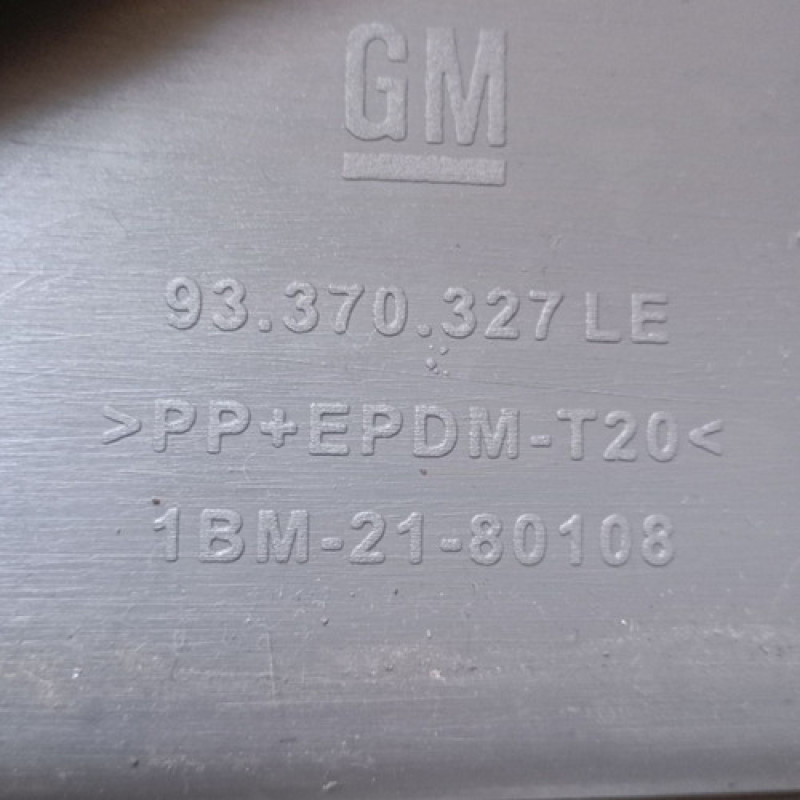 GM
93.370.327 LE
>PP+EPDM-T20<
1BM-21-80108